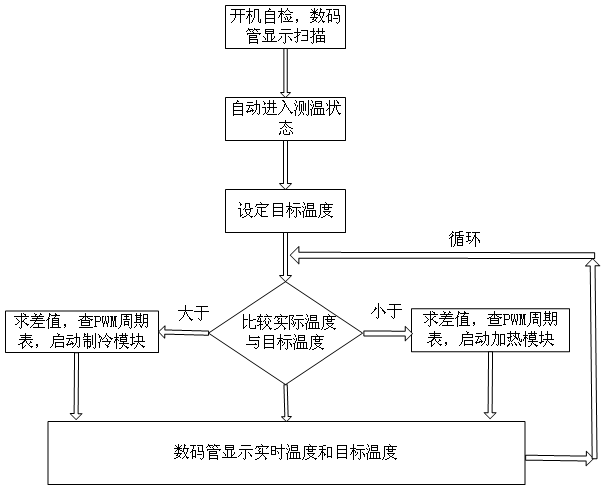 开机自检，数码
管显示扫描
自动进入测温状
态
设定目标温度
循环
大于
比较实际温度
与目标温度
小于
求差值，查PWM周期
表，启动制冷模块
求差值，查PWM周期
表，启动加热模块
数码管显示实时温度和目标温度